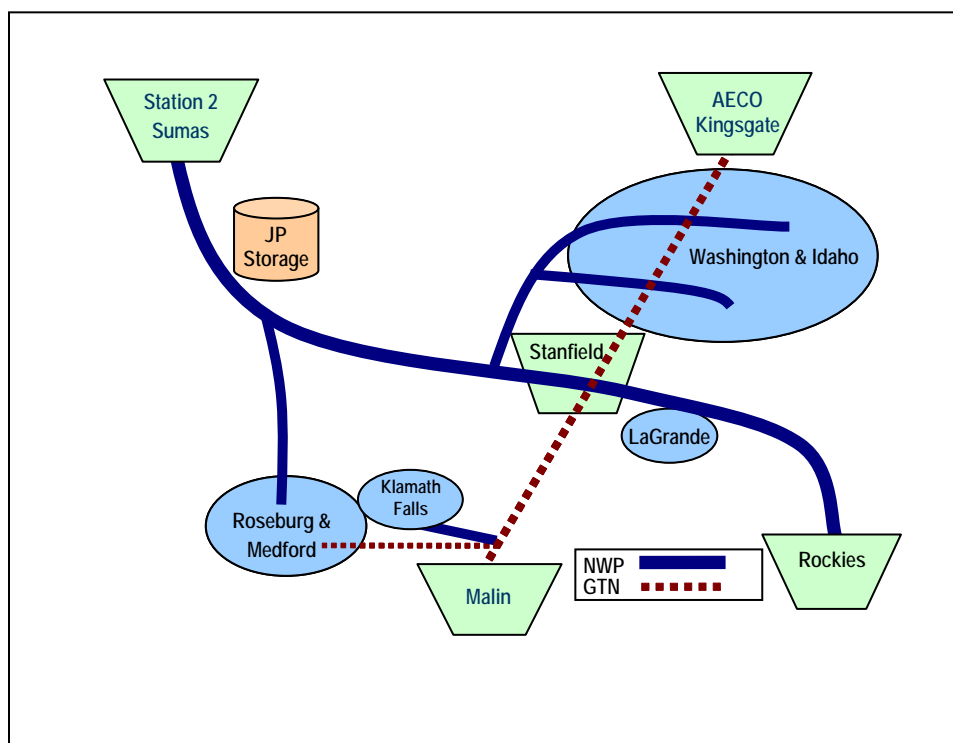 Station 2
Sumas
AECO
Kingsgate
JP
Storage
Washington & Idaho
Stanfield
LaGrande
Klamath
Falls
Roseburg &
Medford
Malin
NWP
GTN
Rockies